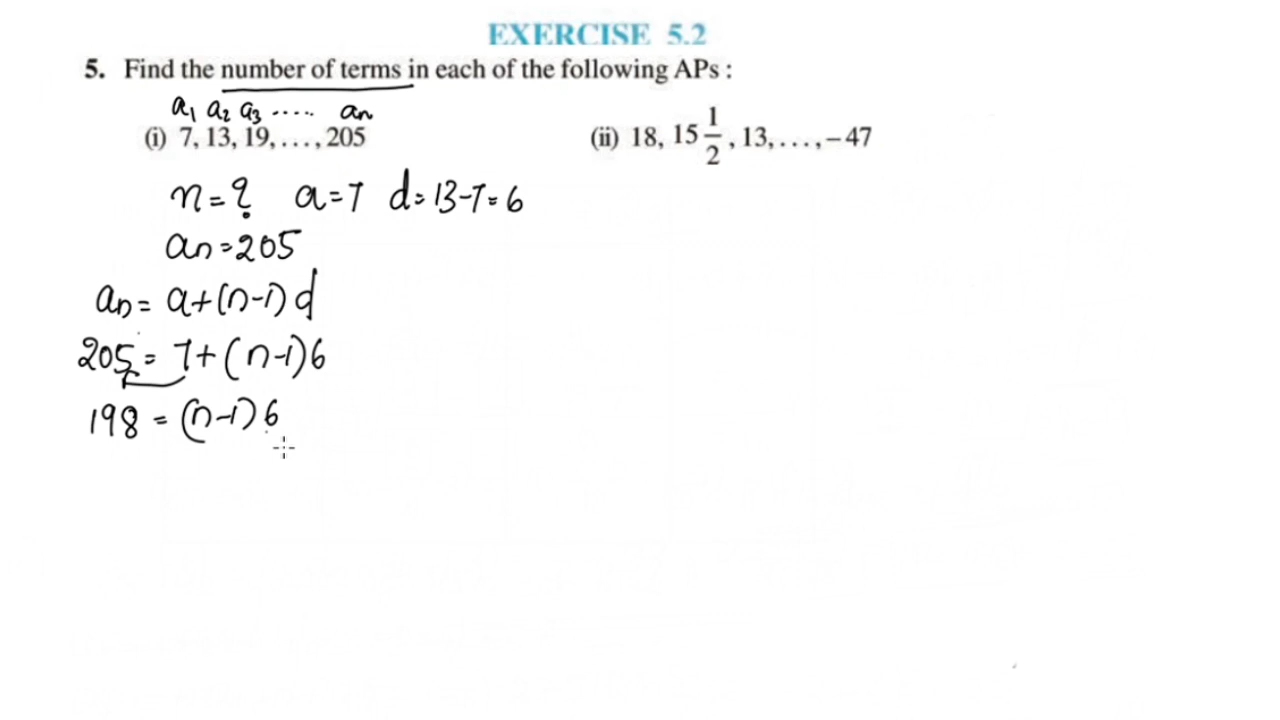 EXERCISE 5.2
5. Find the number of terms in each of the following APs :
a₁ a₂ a₃ ..... aₙ
(i) 7, 13, 19, . . . , 205 (ii) 18, 15 1/2 , 13, . . . , – 47
n = ? a = 7 d = 13-7 = 6
aₙ = 205
aₙ = a+(n-1) d
205 = 7+(n-1)6
198 = (n-1) 6